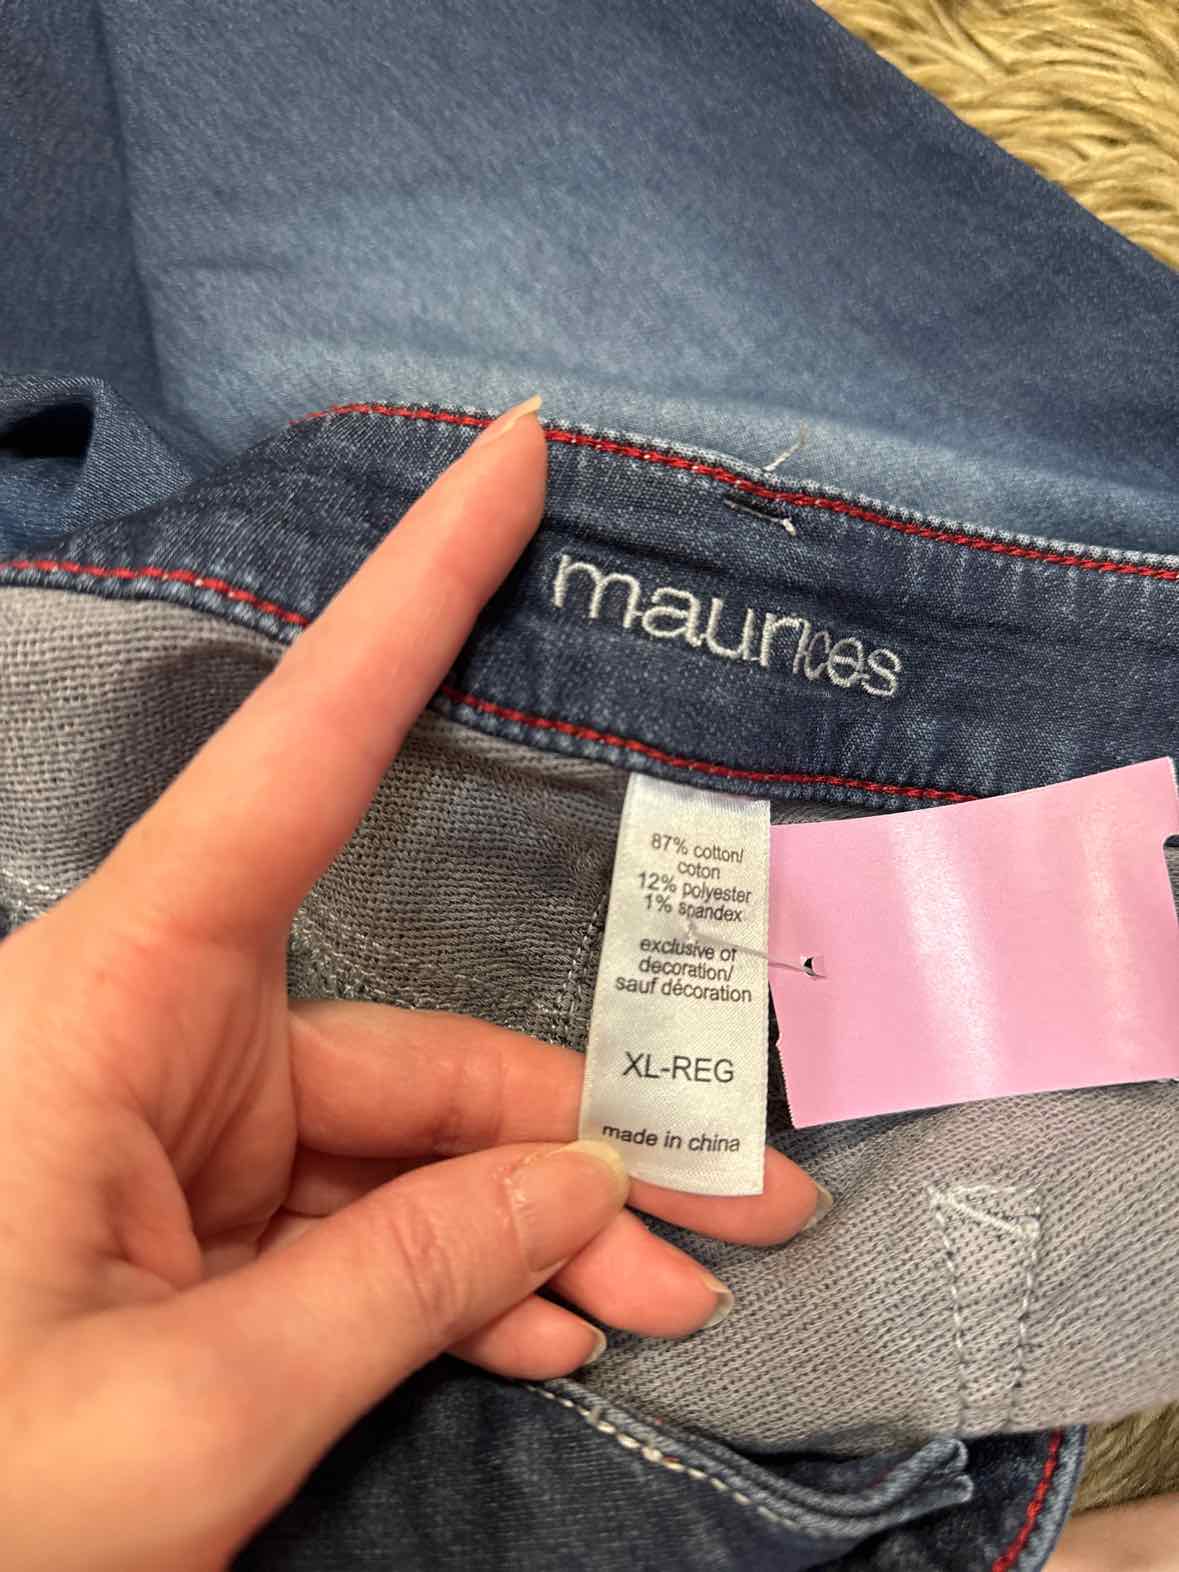 maurices
87% cotton/
coton
12% polyester
1% spandex
exclusive of
decoration/
sauf décoration
XL-REG
made in china